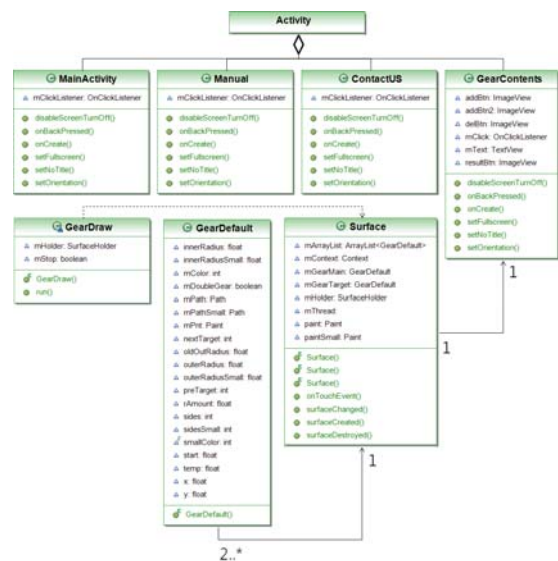 Activity
MainActivity
mClickListener: OnClickListener
disableScreenTurnOff()
onBackPressed()
onCreate()
setFullscreen()
setNoTitle()
setOrientation()
Manual
mClickListener: OnClickListener
disableScreenTurnOff()
onBackPressed()
onCreate()
setFullscreen()
setNoTitle()
setOrientation()
ContactUS
mClickListener: OnClickListener
disableScreenTurnOff()
onBackPressed()
onCreate()
setFullscreen()
setNoTitle()
setOrientation()
GearContents
addBtn: ImageView
addBtn2: ImageView
delBtn: ImageView
mClick: OnClickListener
mText: TextView
resultBtn: ImageView
disableScreenTurnOff()
onBackPressed()
onCreate()
setFullscreen()
setNoTitle()
setOrientation()
GearDraw
mHolder: SurfaceHolder
mStop: boolean
GearDraw()
run()
GearDefault
innerRadius: float
innerRadiusSmall: float
mColor: int
mDoubleGear: boolean
mPath: Path
mPathSmall: Path
mPnt: Paint
nextTarget: int
oldOutRadius: float
outerRadius: float
outerRadiusSmall: float
preTarget: int
rAmount: float
sides: int
sidesSmall: int
smallColor: int
start: float
temp: float
x: float
y: float
GearDefault()
Surface
mArrayList: ArrayList<GearDefault>
mContext: Context
mGearMain: GearDefault
mGearTarget: GearDefault
mHolder: SurfaceHolder
mThread
paint: Paint
paintSmall: Paint
Surface()
Surface()
Surface()
onTouchEvent()
surfaceChanged()
surfaceCreated()
surfaceDestroyed()
1
1
1
2..*